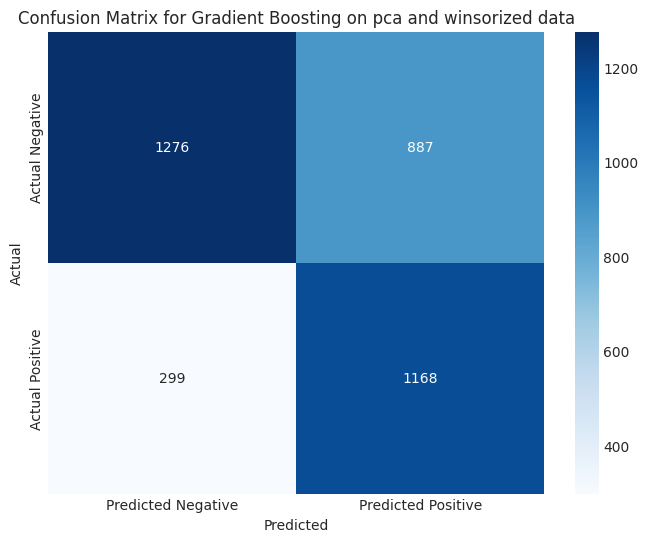 Confusion Matrix for Gradient Boosting on pca and winsorized data
Actual
Actual Negative
1276
887
Actual Positive
299
1168
Predicted Negative
Predicted Positive
Predicted
1200
1000
800
600
400